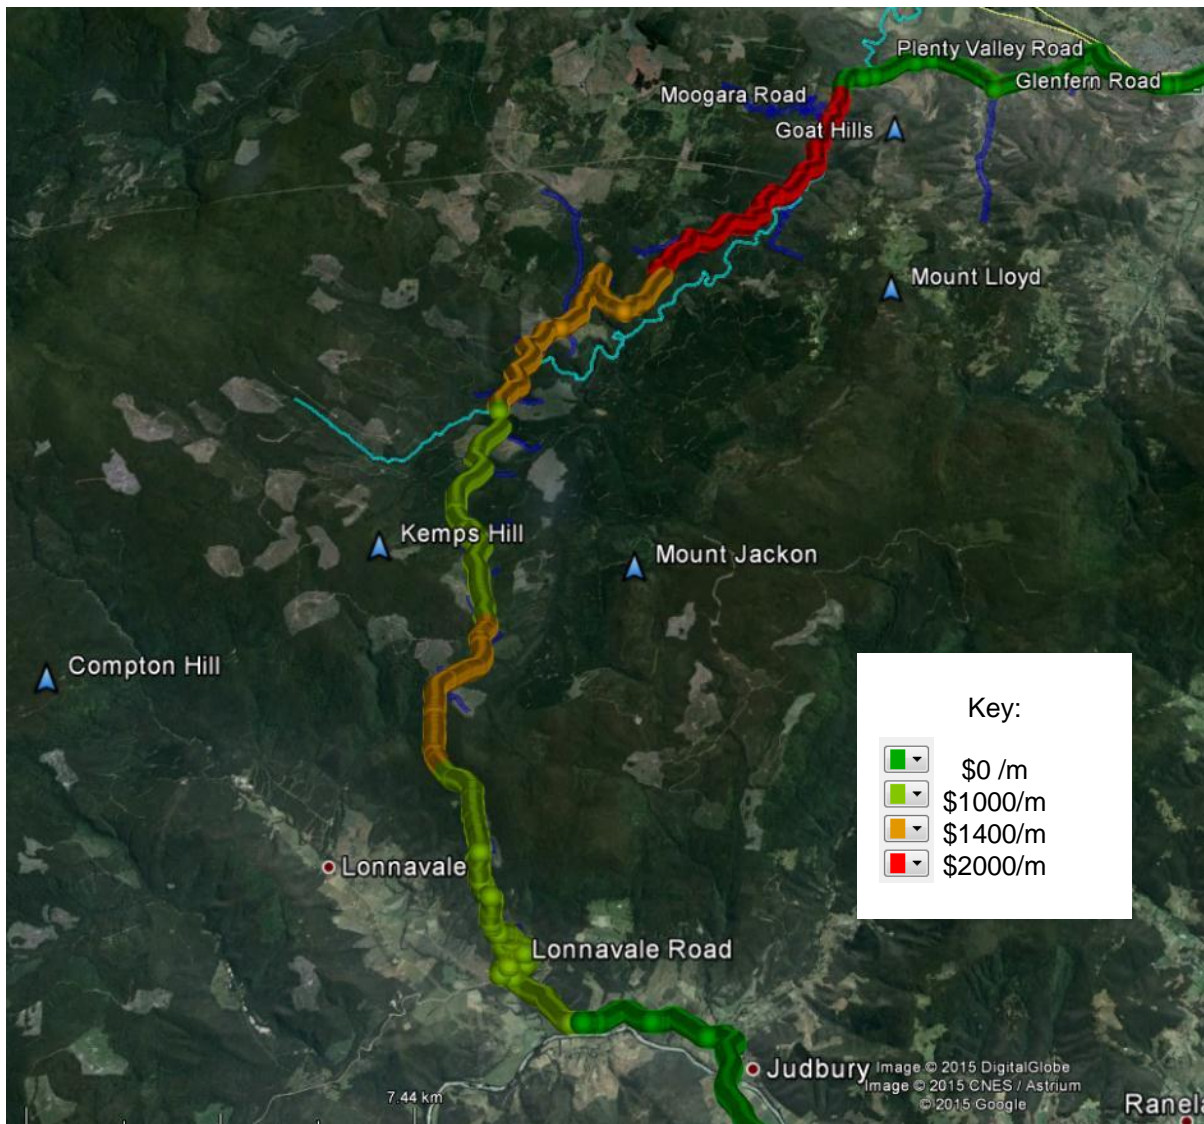 Plenty Valley Road
Glenfern Road
Moogara Road
Goat Hills
Mount Lloyd
Kemps Hill
Mount Jackon
Compton Hill
Key:
$0 /m
$1000/m
$1400/m
$2000/m
Lonnavale
Lonnavale Road
Judbury
Image © 2015 DigitalGlobe
Image © 2015 CNES / Astrium
© 2015 Google
7.44 km
Ranela